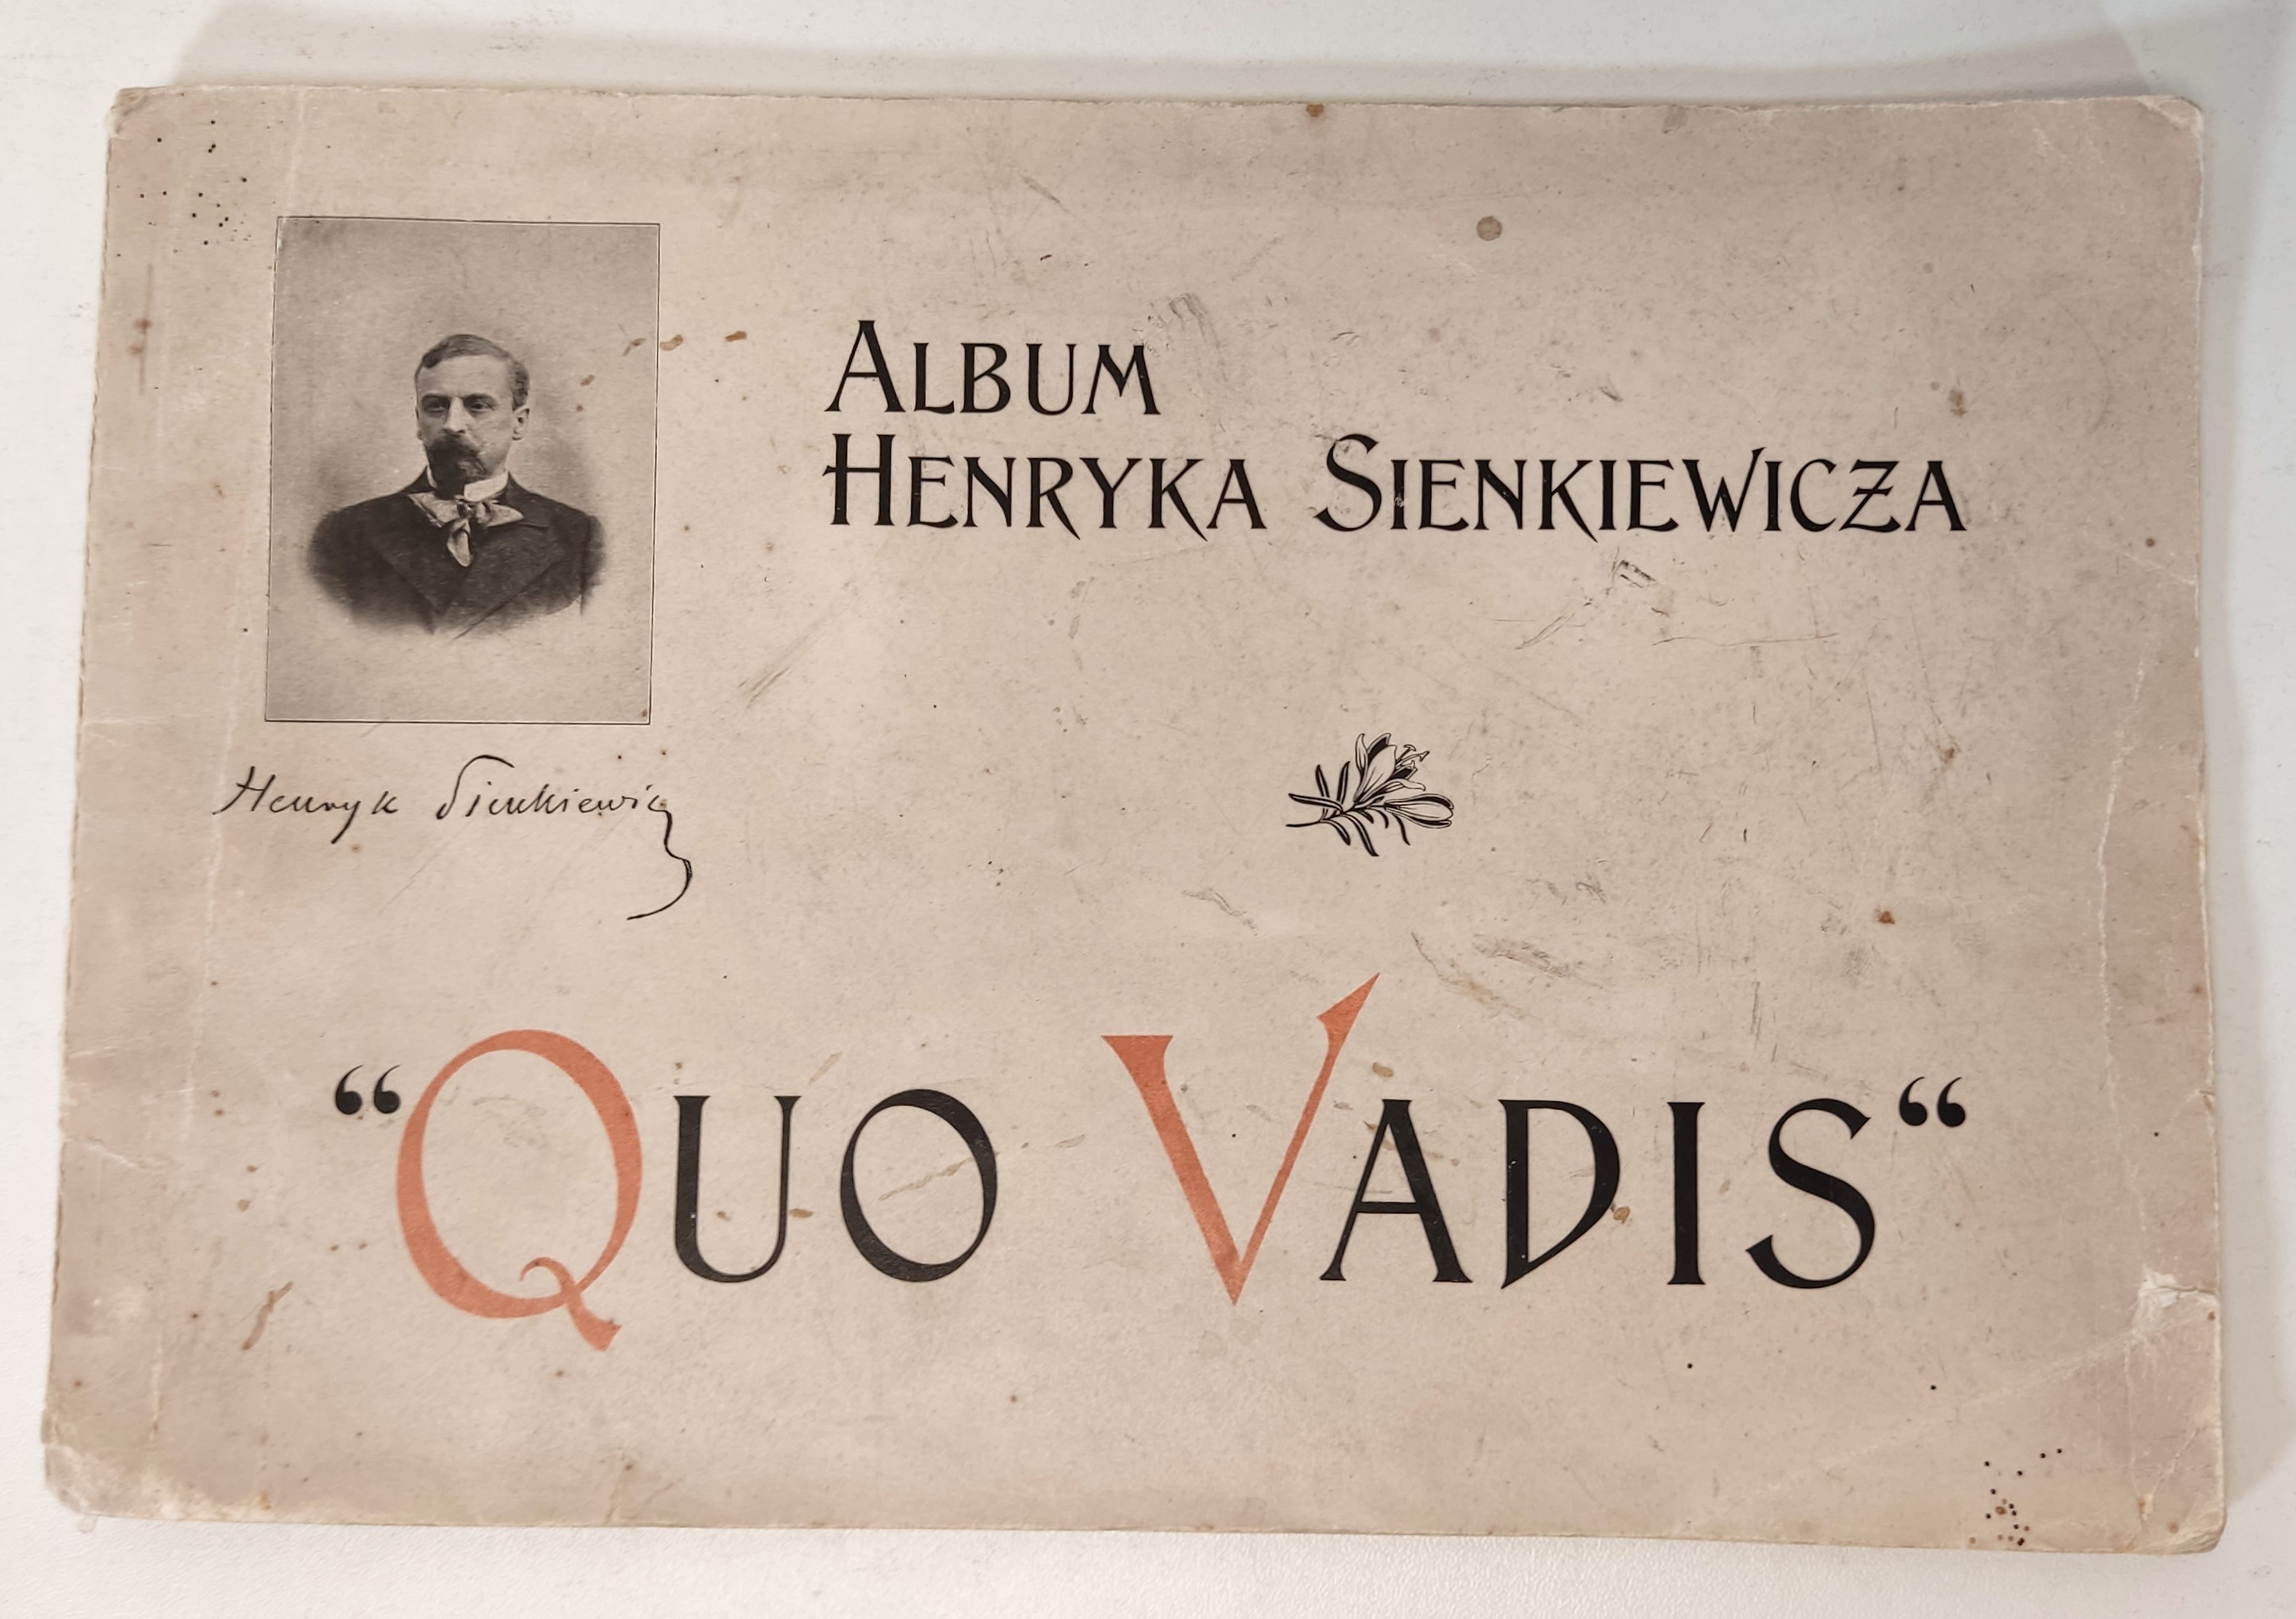 ALBUM
HENRYKA SIENKIEWICZA
Henryk Sienkiewicz
“QUO VADIS“